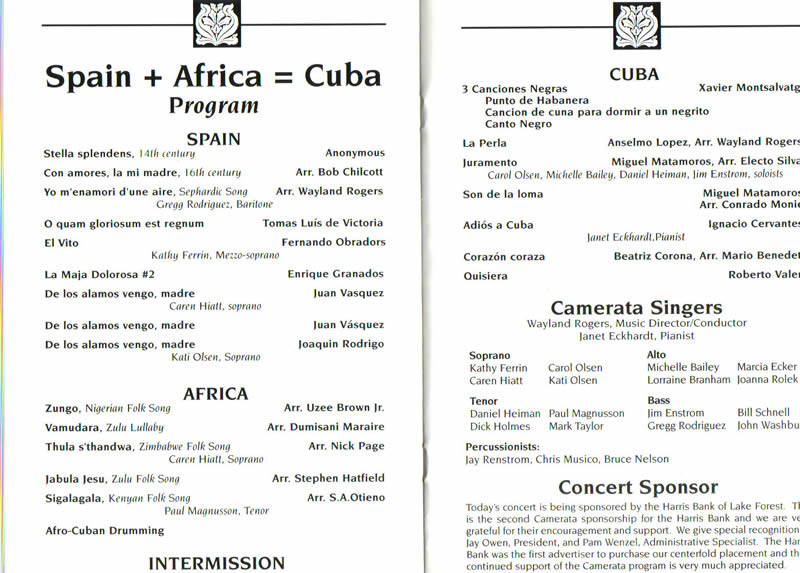 Spain + Africa = Cuba
Program
SPAIN
Stella splendens, 14th century Anonymous
Con amores, la mi madre, 16th century Arr. Bob Chilcott
Yo m'enamori d'une aire, Sephardic Song Arr. Wayland Rogers
Gregg Rodriguez, Baritone
O quam gloriosum est regnum Tomas Luís de Victoria
El Vito Fernando Obradors
Kathy Ferrin, Mezzo-soprano
La Maja Dolorosa #2 Enrique Granados
De los alamos vengo, madre Juan Vasquez
Caren Hiatt, soprano
De los alamos vengo, madre Juan Vásquez
De los alamos vengo, madre Joaquin Rodrigo
Kati Olsen, Soprano
AFRICA
Zungo, Nigerian Folk Song Arr. Uzee Brown Jr.
Vamudara, Zulu Lullaby Arr. Dumisani Maraire
Thula s'thandwa, Zimbabwe Folk Song Arr. Nick Page
Caren Hiatt, Soprano
Jabula Jesu, Zulu Folk Song Arr. Stephen Hatfield
Sigalagala, Kenyan Folk Song Arr. S.A.Otieno
Paul Magnusson, Tenor
Afro-Cuban Drumming
INTERMISSION
CUBA
3 Canciones Negras Xavier Montsalvatg
Punto de Habanera
Cancion de cuna para dormir a un negrito
Canto Negro
La Perla Anselmo Lopez, Arr. Wayland Rogers
Juramento Miguel Matamoros, Arr. Electo Silva
Carol Olsen, Michelle Bailey, Daniel Heiman, Jim Enstrom, soloists
Son de la loma Miguel Matamoros
Arr. Conrado Monie
Adiós a Cuba Ignacio Cervantes
Janet Eckhardt,Pianist
Corazón coraza Beatriz Corona, Arr. Mario Benedet
Quisiera Roberto Valer
Camerata Singers
Wayland Rogers, Music Director/Conductor
Janet Eckhardt, Pianist
Soprano Alto
Kathy Ferrin Carol Olsen Michelle Bailey Marcia Ecker
Caren Hiatt Kati Olsen Lorraine Branham Joanna Rolek
Tenor Bass
Daniel Heiman Paul Magnusson Jim Enstrom Bill Schnell
Dick Holmes Mark Taylor Gregg Rodriguez John Washbu
Percussionists:
Jay Renstrom, Chris Musico, Bruce Nelson
Concert Sponsor
Today's concert is being sponsored by the Harris Bank of Lake Forest. Th
is the second Camerata sponsorship for the Harris Bank and we are ve
grateful for their encouragement and support. We give special recognition
Jay Owen, President, and Pam Wenzel, Administrative Specialist. The Har
Bank was the first advertiser to purchase our centerfold placement and th
continued support of the Camerata program is very much appreciated.